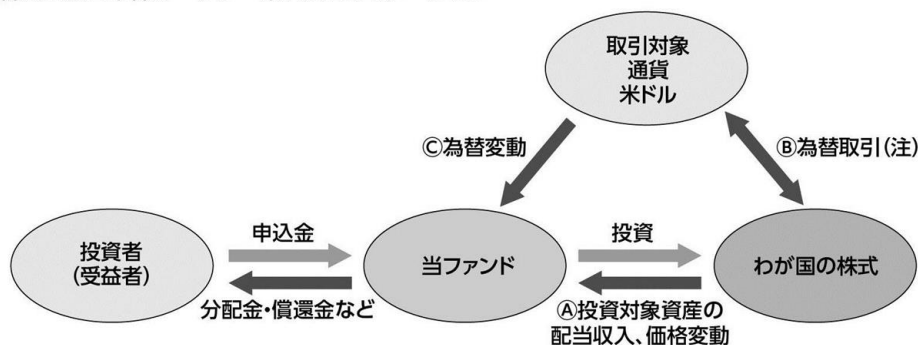 取引対象
通貨
米ドル
Ⓒ為替変動
Ⓑ為替取引(注)
投資者
(受益者)
申込金
分配金・償還金など
当ファンド
投資
Ⓐ投資対象資産の
配当収入、価格変動
わが国の株式